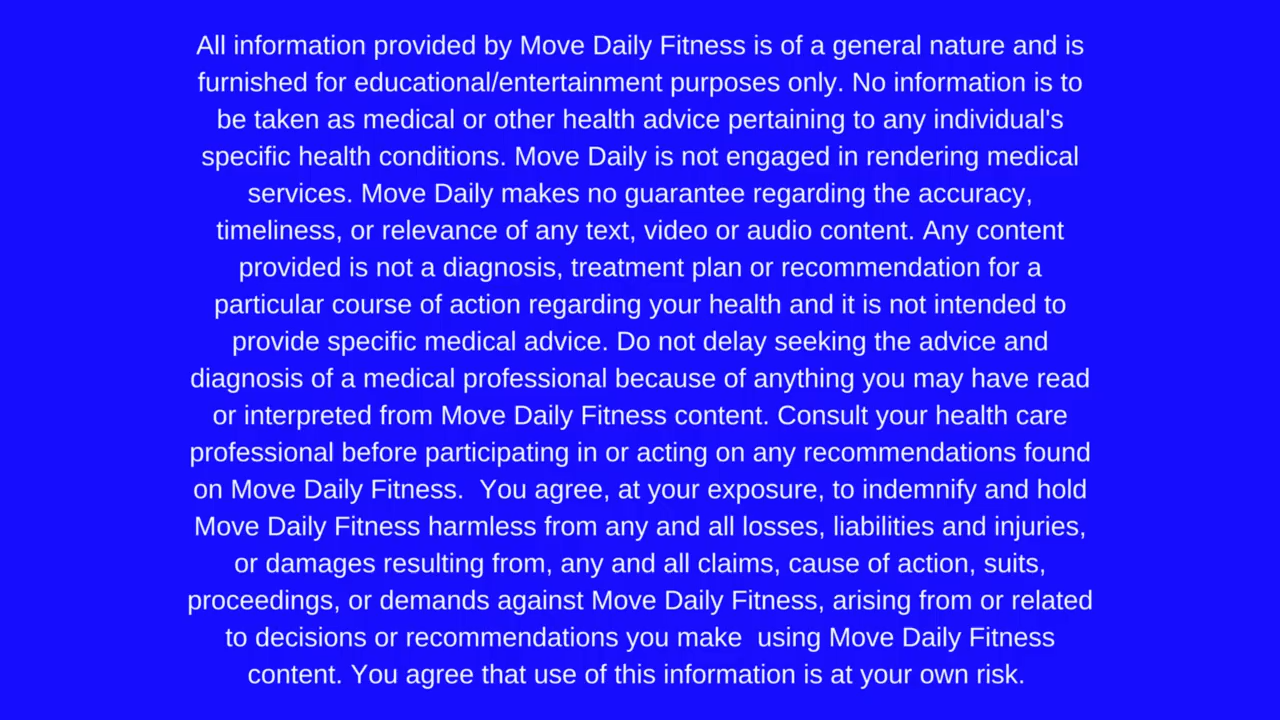 All information provided by Move Daily Fitness is of a general nature and is
furnished for educational/entertainment purposes only. No information is to
be taken as medical or other health advice pertaining to any individual's
specific health conditions. Move Daily is not engaged in rendering medical
services. Move Daily makes no guarantee regarding the accuracy,
timeliness, or relevance of any text, video or audio content. Any content
provided is not a diagnosis, treatment plan or recommendation for a
particular course of action regarding your health and it is not intended to
provide specific medical advice. Do not delay seeking the advice and
diagnosis of a medical professional because of anything you may have read
or interpreted from Move Daily Fitness content. Consult your health care
professional before participating in or acting on any recommendations found
on Move Daily Fitness.  You agree, at your exposure, to indemnify and hold
Move Daily Fitness harmless from any and all losses, liabilities and injuries,
or damages resulting from, any and all claims, cause of action, suits,
proceedings, or demands against Move Daily Fitness, arising from or related
to decisions or recommendations you make  using Move Daily Fitness
content. You agree that use of this information is at your own risk.